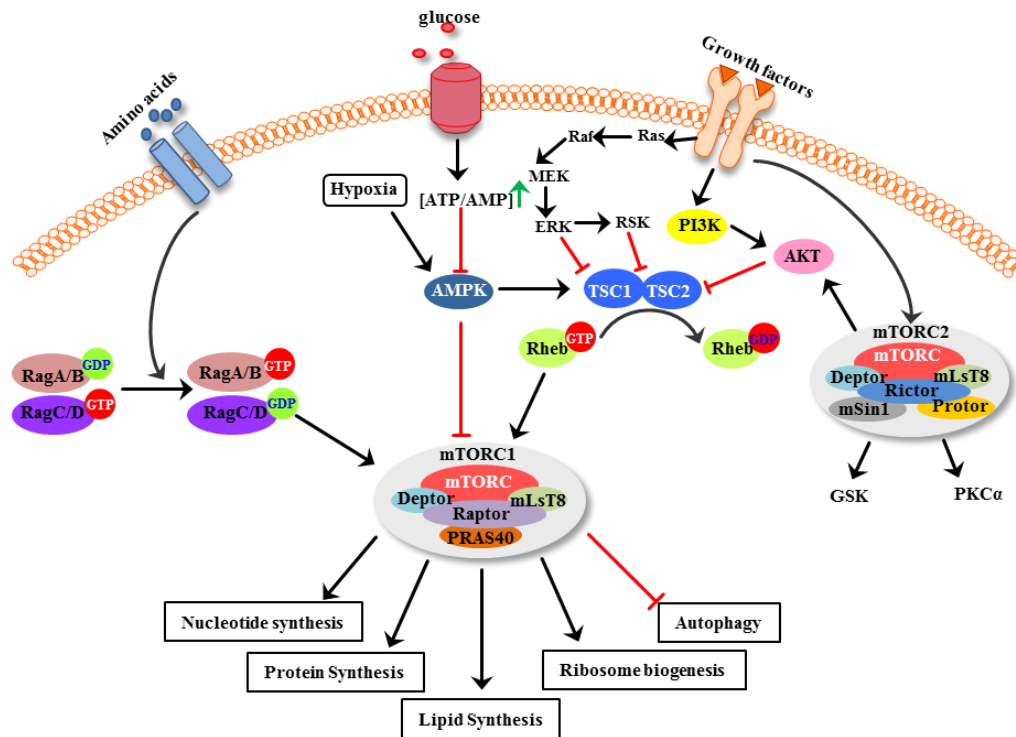 glucose
Growth factors
Amino acids
Raf
Ras
MEK
Hypoxia
[ATP/AMP]
ERK
RSK
PI3K
AKT
AMPK
TSC1
TSC2
mTORC2
mTORC
Deptor
mLsT8
Rictor
mSin1
Protor
GSK
PKCα
Rheb
GTP
Rheb
GDP
RagA/B
GDP
RagC/D
GTP
RagA/B
GTP
RagC/D
GDP
mTORC1
mTORC
Deptor
mLsT8
Raptor
PRAS40
Nucleotide synthesis
Autophagy
Protein Synthesis
Ribosome biogenesis
Lipid Synthesis